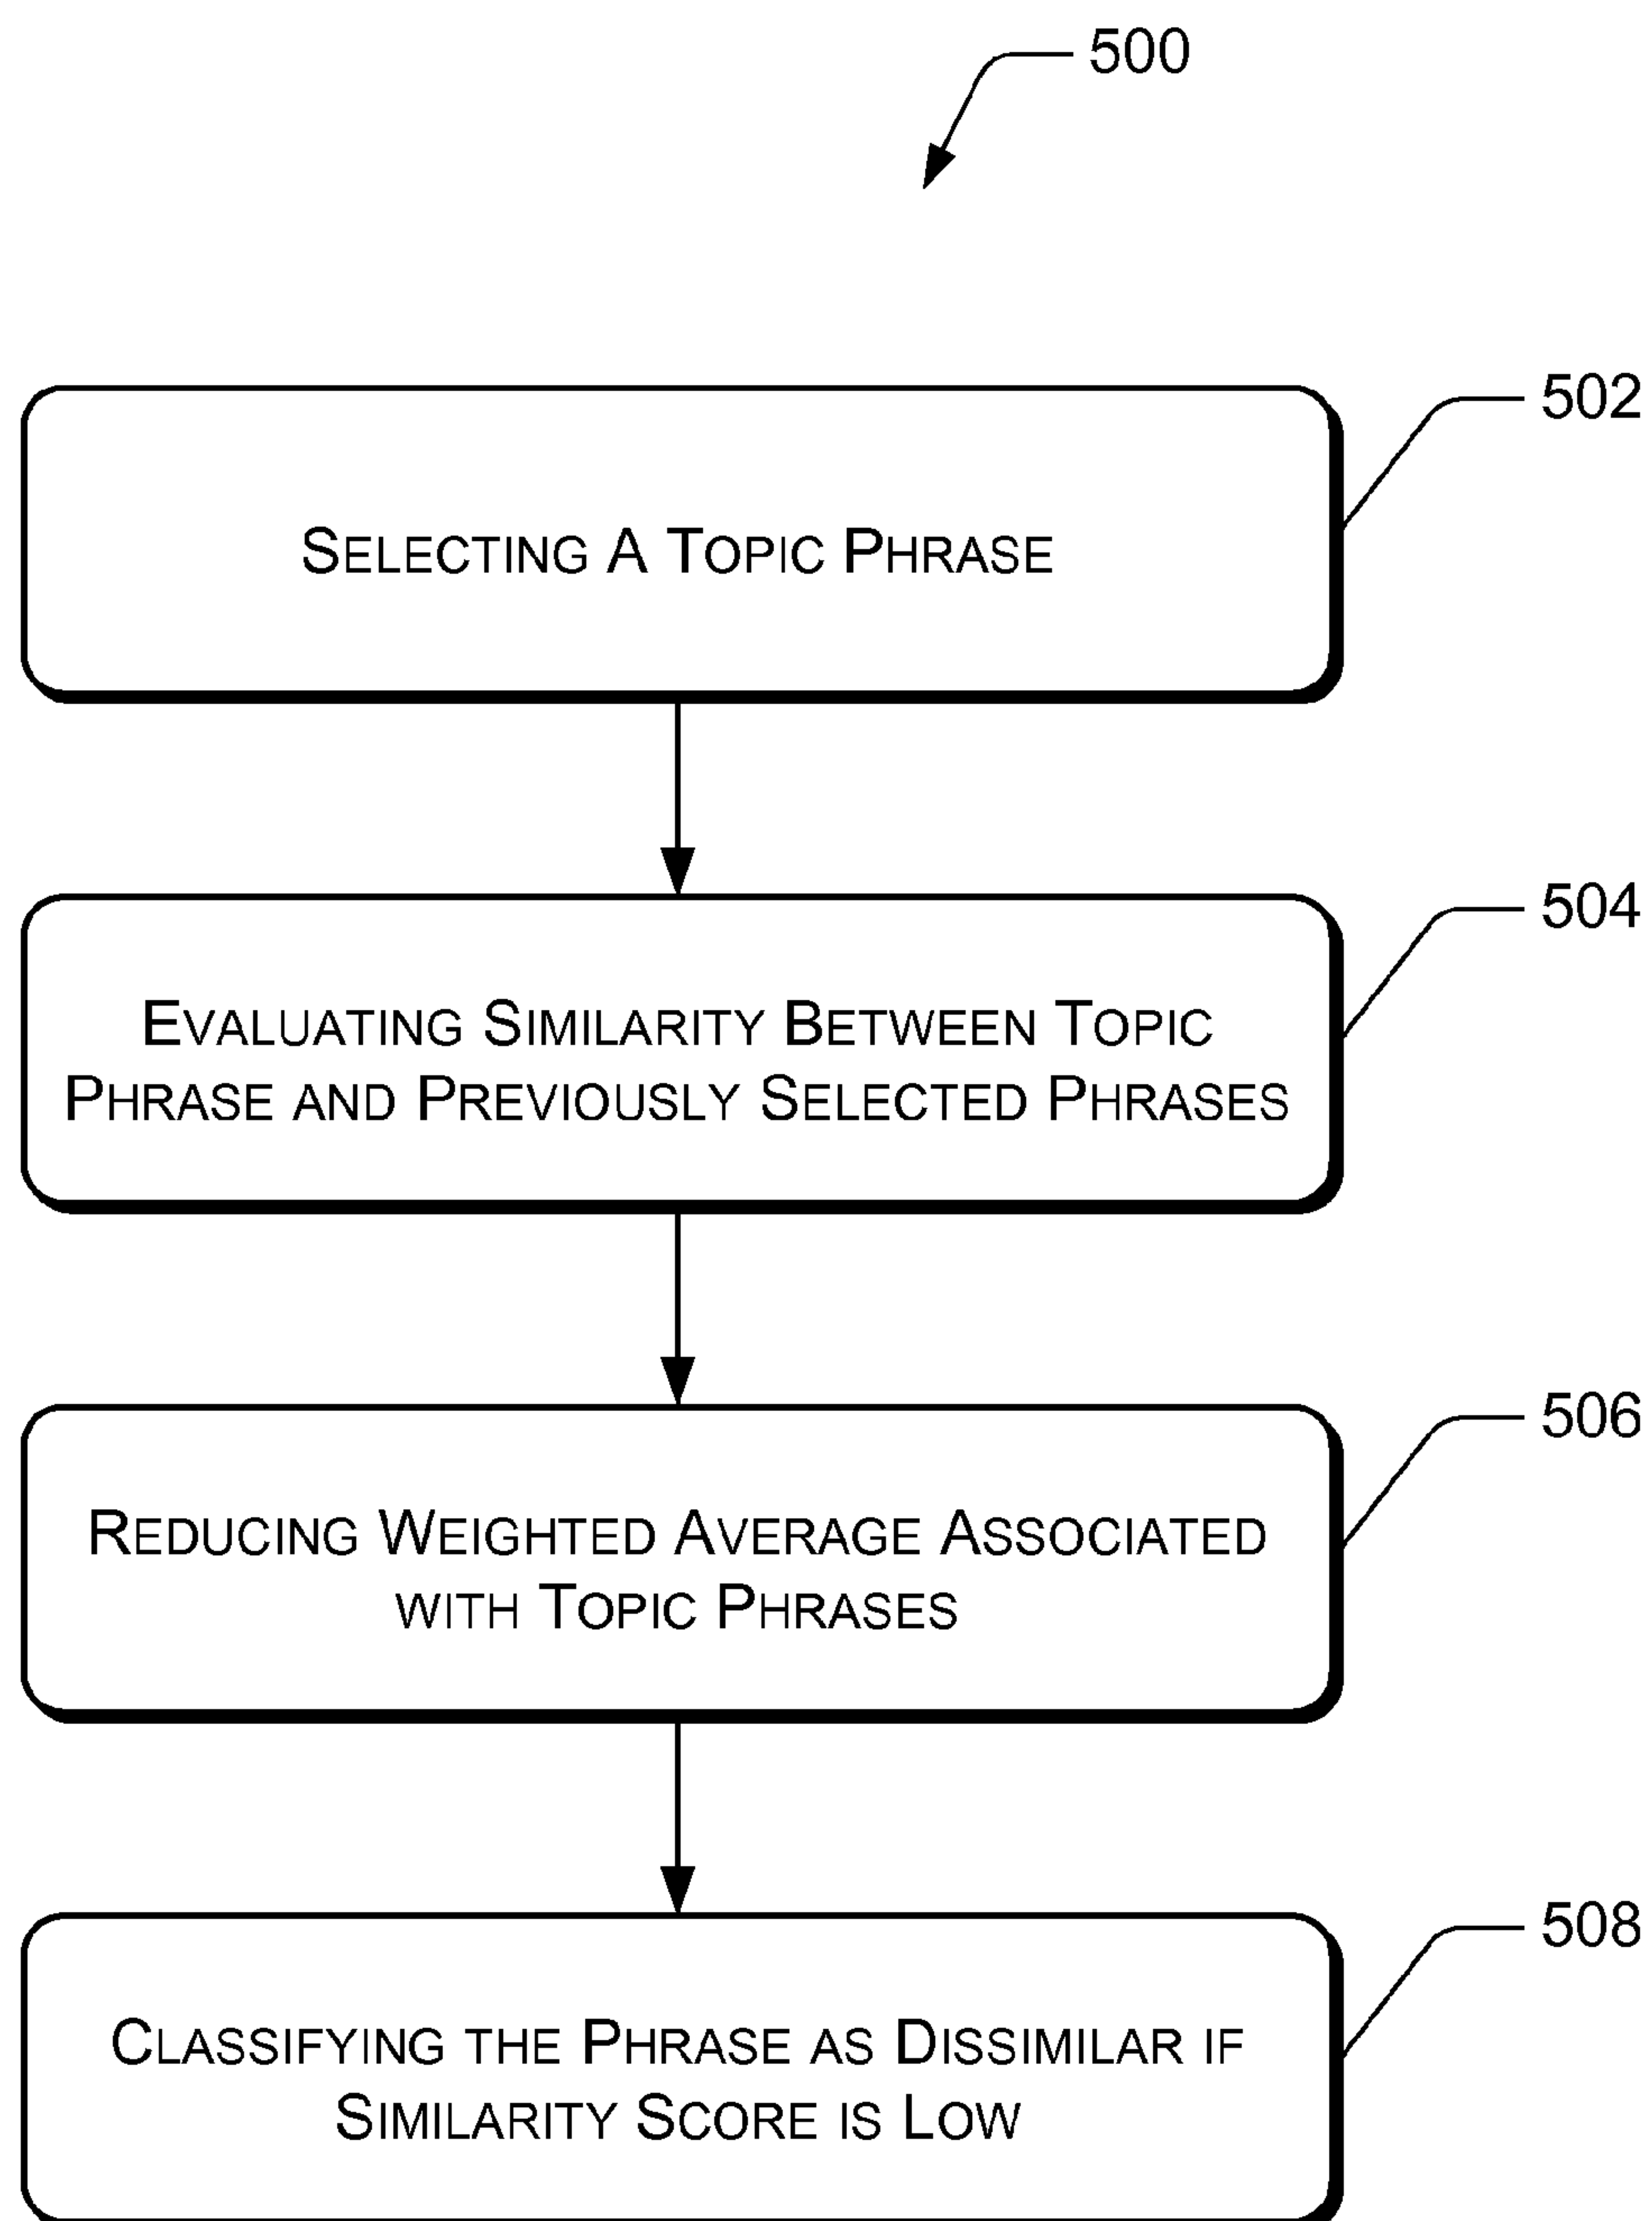 500
502
SELECTING A TOPIC PHRASE
504
EVALUATING SIMILARITY BETWEEN TOPIC
PHRASE AND PREVIOUSLY SELECTED PHRASES
506
REDUCING WEIGHTED AVERAGE ASSOCIATED
WITH TOPIC PHRASES
508
CLASSIFYING THE PHRASE AS DISSIMILAR IF
SIMILARITY SCORE IS LOW